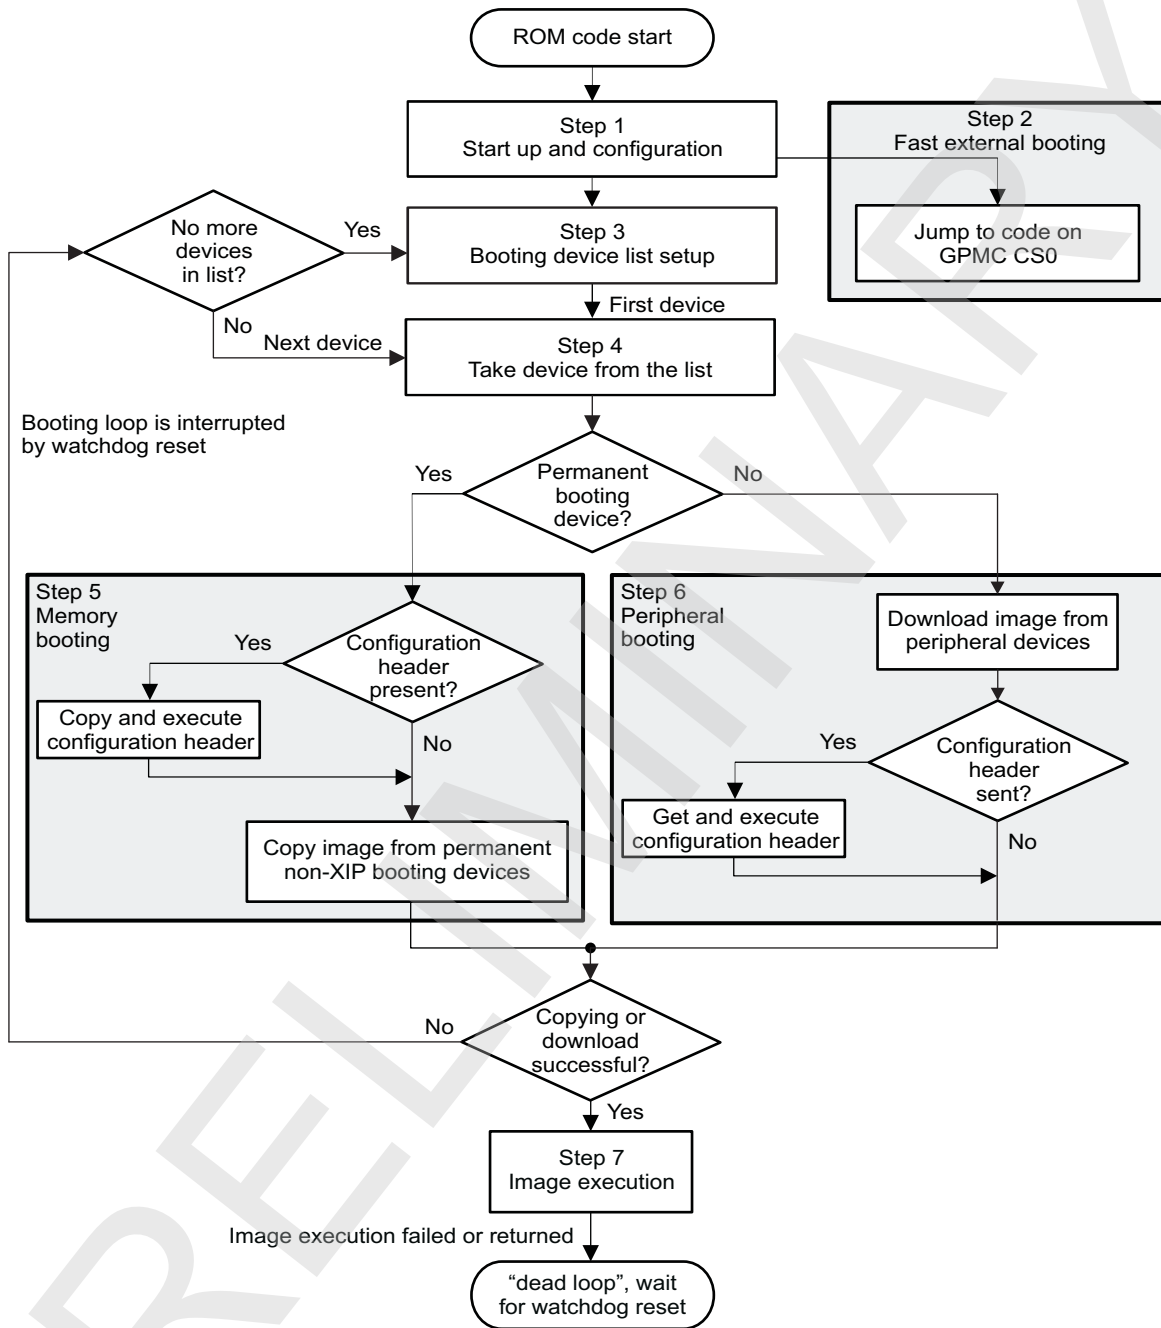 ROM code start
Step 1
Start up and configuration
Step 2
Fast external booting
Jump to code on
GPMC CS0
No more
devices
in list?
Yes
Step 3
Booting device list setup
First device
No
Next device
Step 4
Take device from the list
Booting loop is interrupted
by watchdog reset
Permanent
booting
device?
Yes
No
Step 5
Memory
booting
Configuration
header
present?
Yes
Copy and execute
configuration header
No
Copy image from permanent
non-XIP booting devices
Step 6
Peripheral
booting
Download image from
peripheral devices
Configuration
header
sent?
Yes
Get and execute
configuration header
No
Copying or
download
successful?
No
Yes
Step 7
Image execution
Image execution failed or returned
“dead loop”, wait
for watchdog reset
RELIMINARY